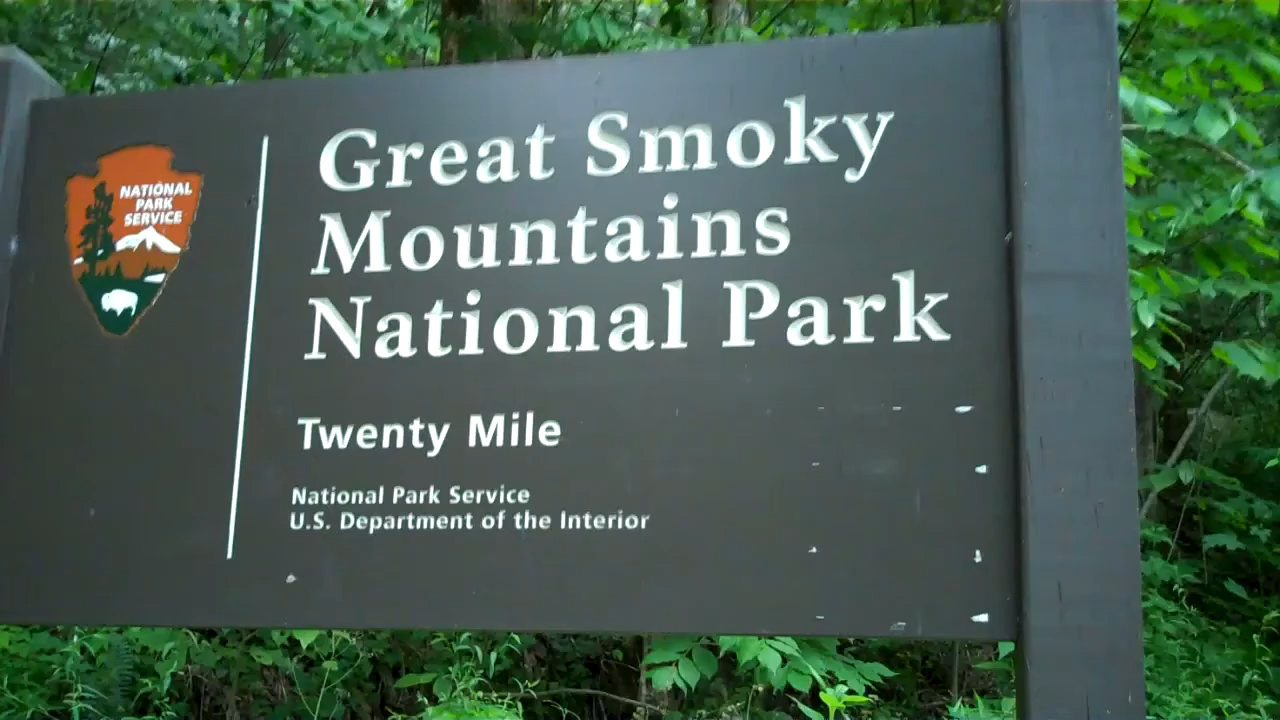 NATIONAL
PARK
SERVICE
Great Smoky
Mountains
National Park
Twenty Mile
National Park Service
U.S. Department of the Interior